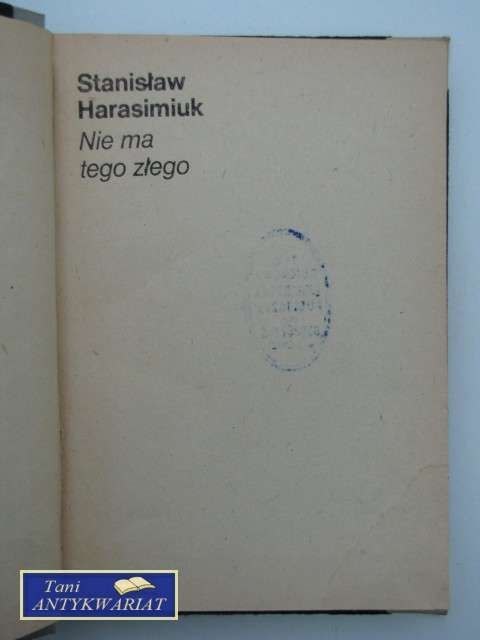 Stanisław
Harasimiuk
Nie ma
tego złego
Tani
ANTYKWARIAT